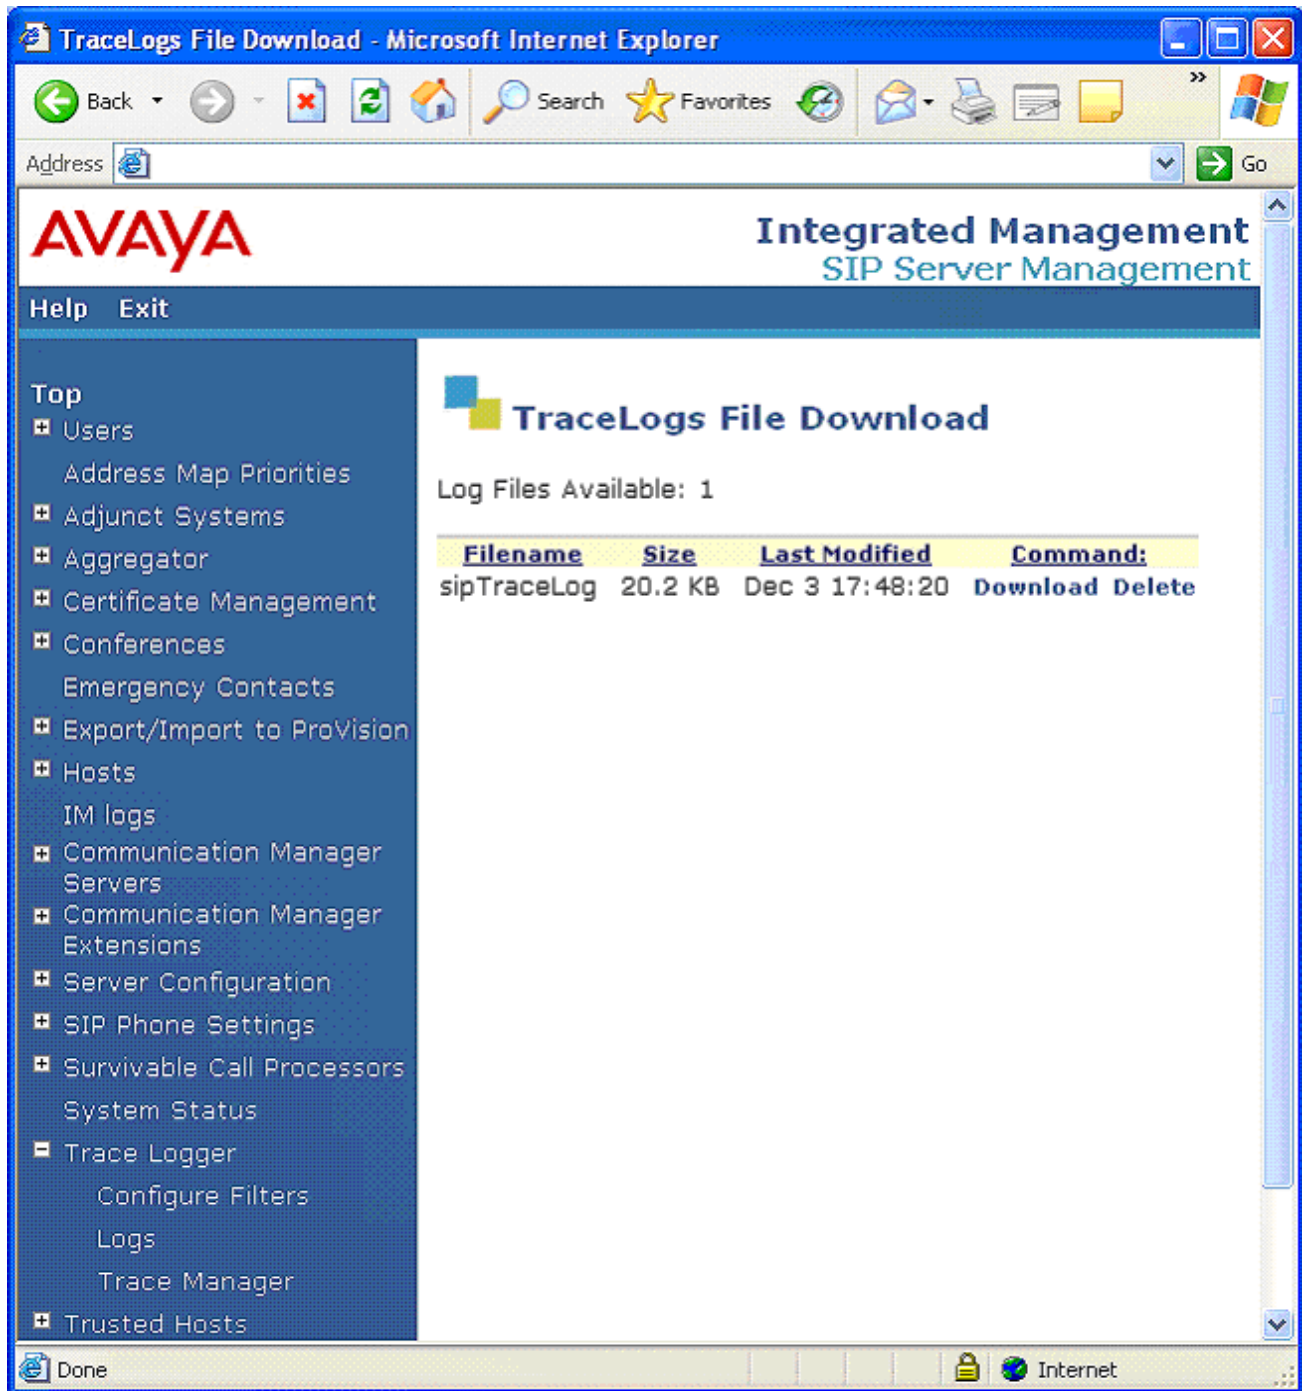 TraceLogs File Download - Microsoft Internet Explorer
Back Search Favorites »
Address Go
AVAYA
Integrated Management
SIP Server Management
Help Exit
Top
Users
Address Map Priorities
Adjunct Systems
Aggregator
Certificate Management
Conferences
Emergency Contacts
Export/Import to ProVision
Hosts
IM logs
Communication Manager
Servers
Communication Manager
Extensions
Server Configuration
SIP Phone Settings
Survivable Call Processors
System Status
Trace Logger
Configure Filters
Logs
Trace Manager
Trusted Hosts
TraceLogs File Download
Log Files Available: 1
Filename Size Last Modified Command:
sipTraceLog 20.2 KB Dec 3 17:48:20 Download Delete
Done Internet